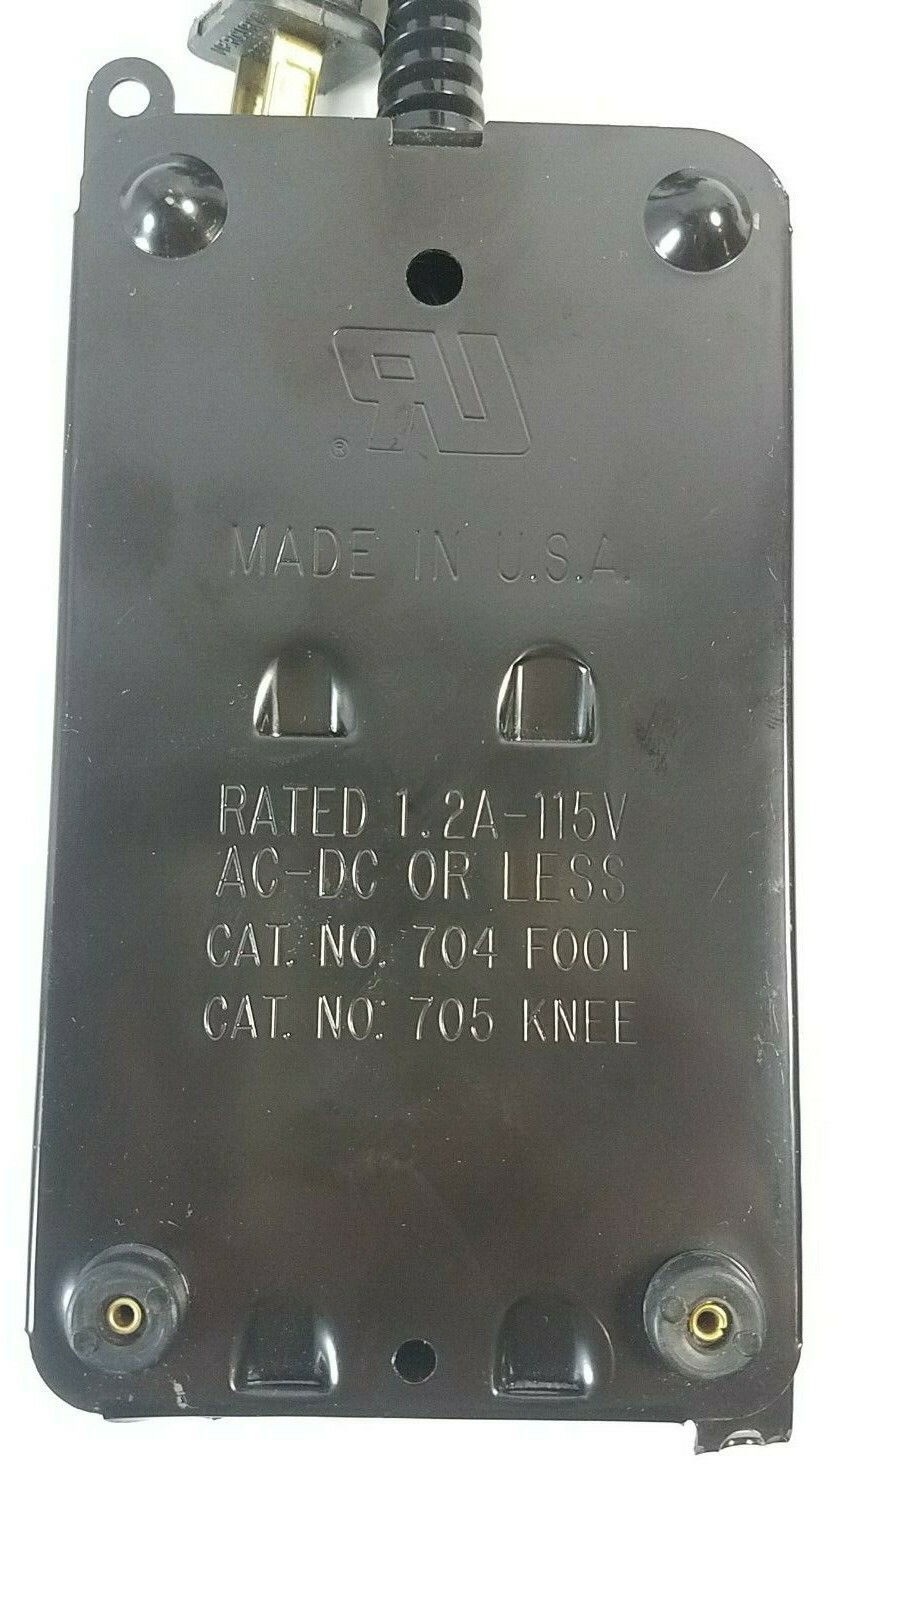 ®
MADE IN U.S.A.
RATED 1.2A-115V
AC-DC OR LESS
CAT. NO. 704 FOOT
CAT. NO. 705 KNEE